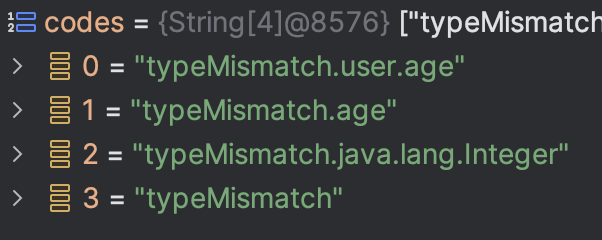 codes = {String[4]@8576} ["typeMismatch
0 = "typeMismatch.user.age"
1 = "typeMismatch.age"
2 = "typeMismatch.java.lang.Integer"
3 = "typeMismatch"